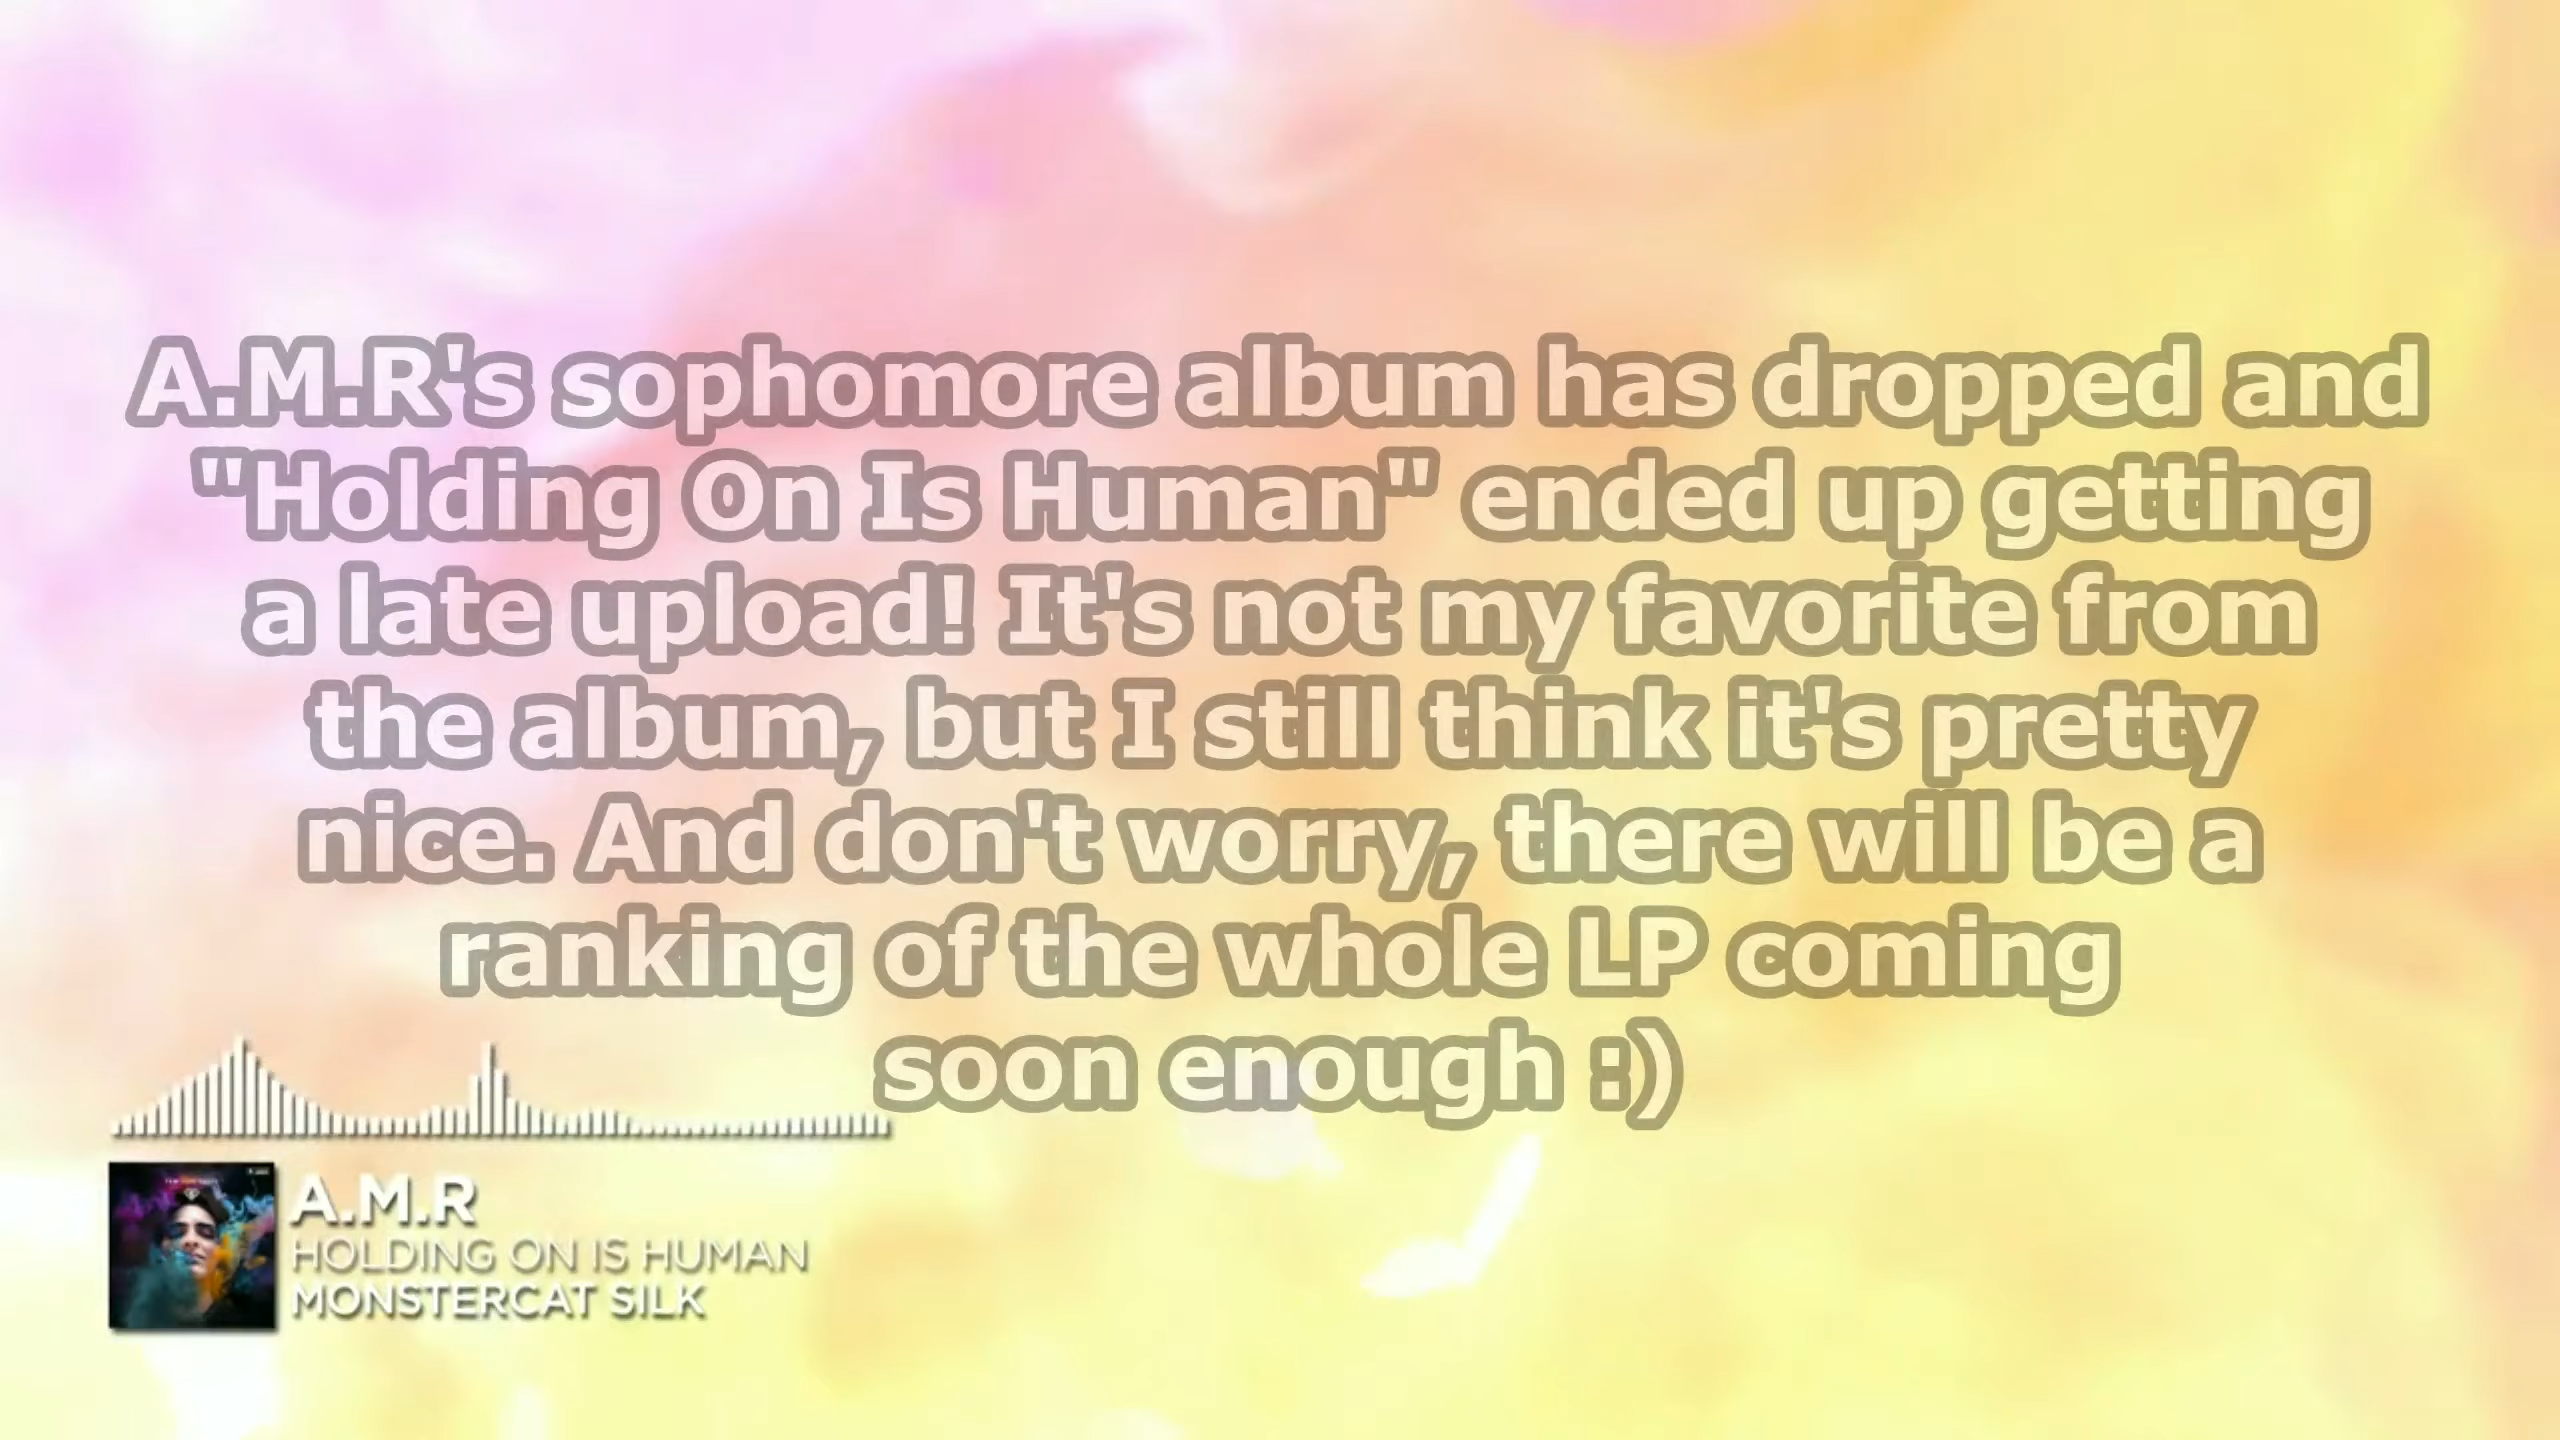 A.M.R's sophomore album has dropped and
"Holding On Is Human" ended up getting
a late upload! It's not my favorite from
the album, but I still think it's pretty
nice. And don't worry, there will be a
ranking of the whole LP coming
soon enough :)
A.M.R
HOLDING ON IS HUMAN
MONSTERCAT SILK